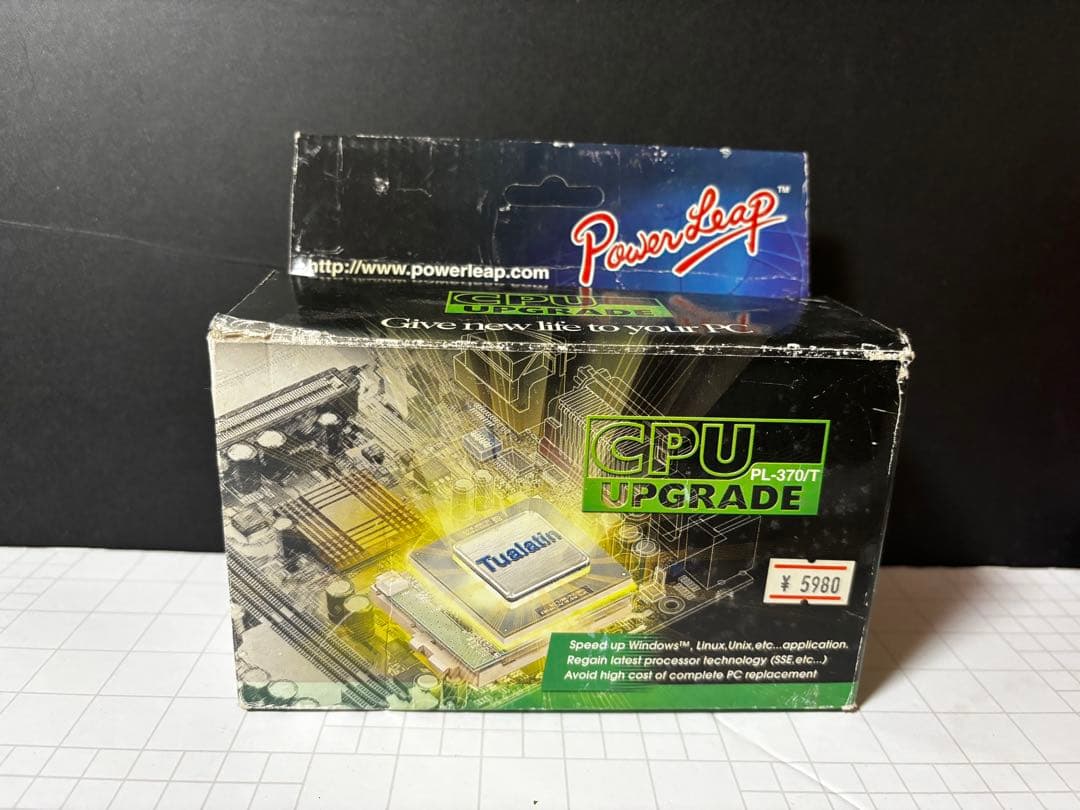 PowerLeap™
http://www.powerleap.com
CPU
UPGRADE
Give new life to your PC
CPU
PL-370/T
UPGRADE
Tualatin
¥ 5980
Speed up Windows™, Linux,Unix,etc...application.
Regain latest processor technology (SSE,etc...)
Avoid high cost of complete PC replacement